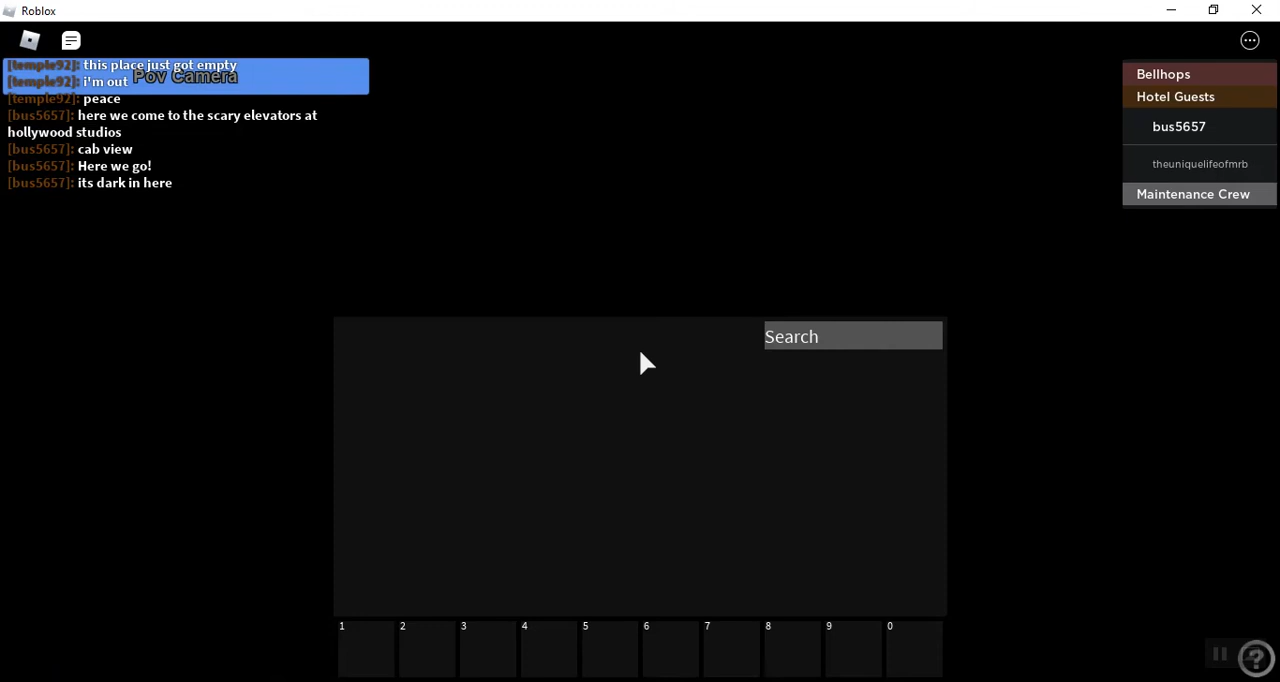 Roblox
[temple92]: this place just got empty
Pov Camera
[temple92]: i'm out
[temple92]: peace
[bus5657]: here we come to the scary elevators at
hollywood studios
[bus5657]: cab view
[bus5657]: Here we go!
[bus5657]: its dark in here
Bellhops
Hotel Guests
bus5657
theuniquelifeofmrb
Maintenance Crew
Search
1 2 3 4 5 6 7 8 9 0
?